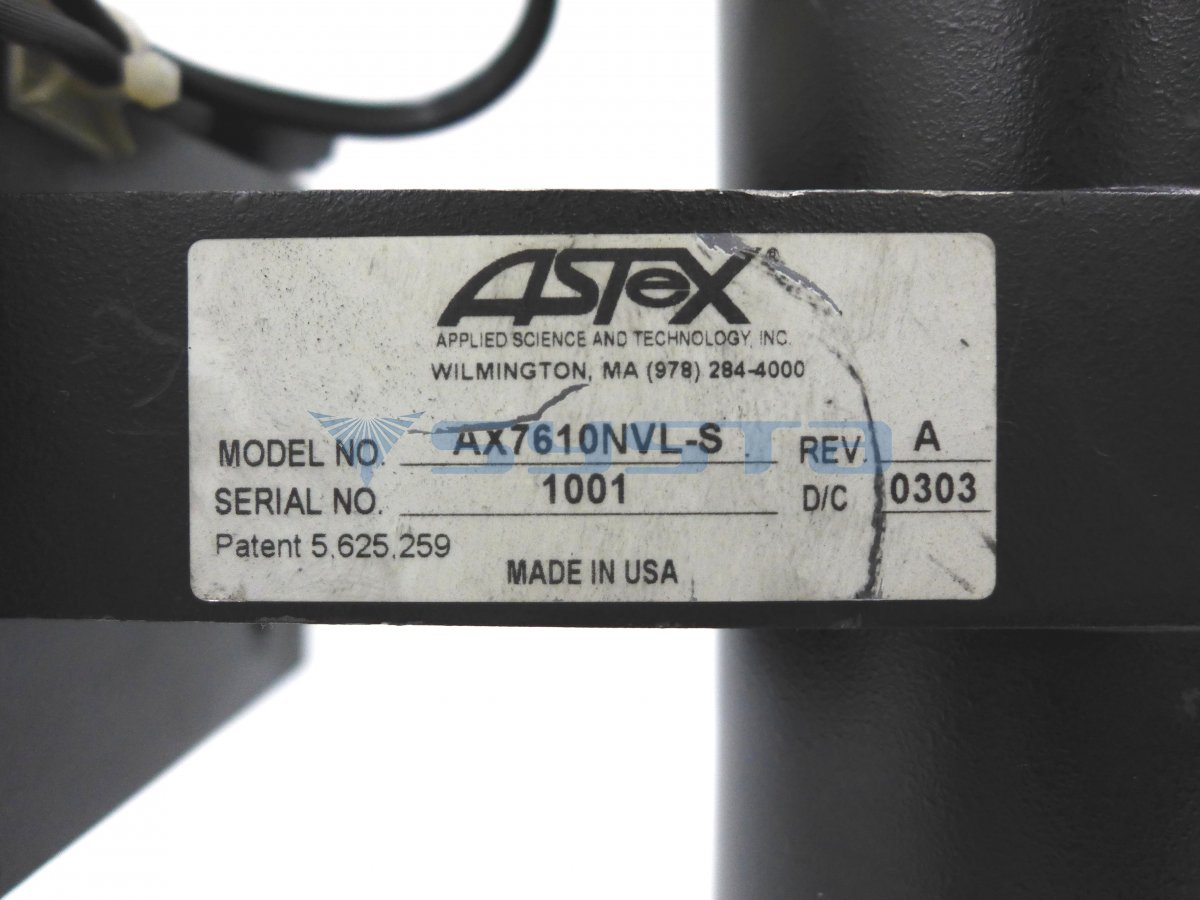 ASTeX®
APPLIED SCIENCE AND TECHNOLOGY, INC.
WILMINGTON, MA (978) 284-4000
MODEL NO. AX7610NVL-S REV. A
SERIAL NO. 1001 D/C 0303
Patent 5,625,259
MADE IN USA
SYSTO